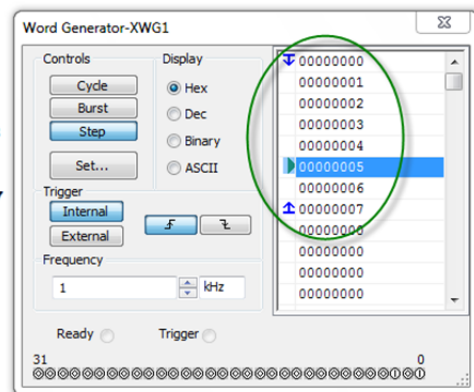 Word Generator-XWG1
Controls
Cycle
Burst
Step
Set...
Display
Hex
Dec
Binary
ASCII
Trigger
Internal
External
Frequency
1 kHz
Ready
Trigger
00000000
00000001
00000002
00000003
00000004
00000005
00000006
00000007
00000000
00000000
00000000
00000000
31 0